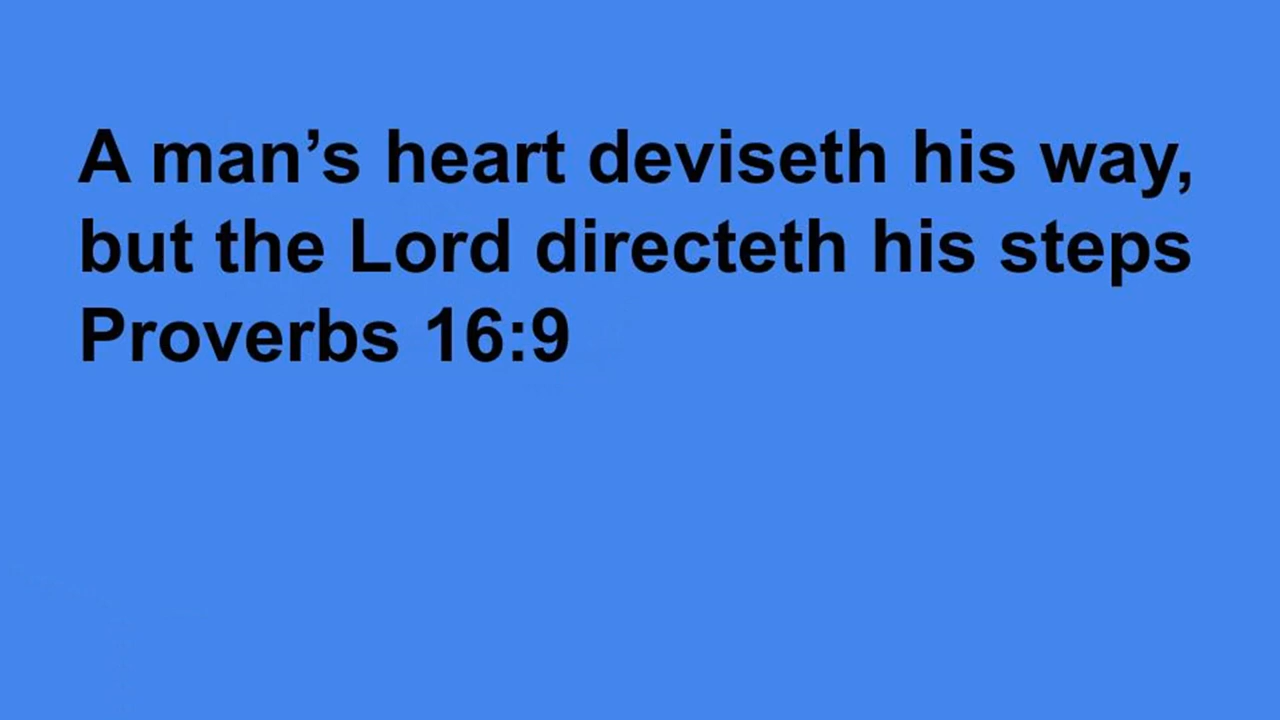 A man’s heart deviseth his way,
but the Lord directeth his steps
Proverbs 16:9